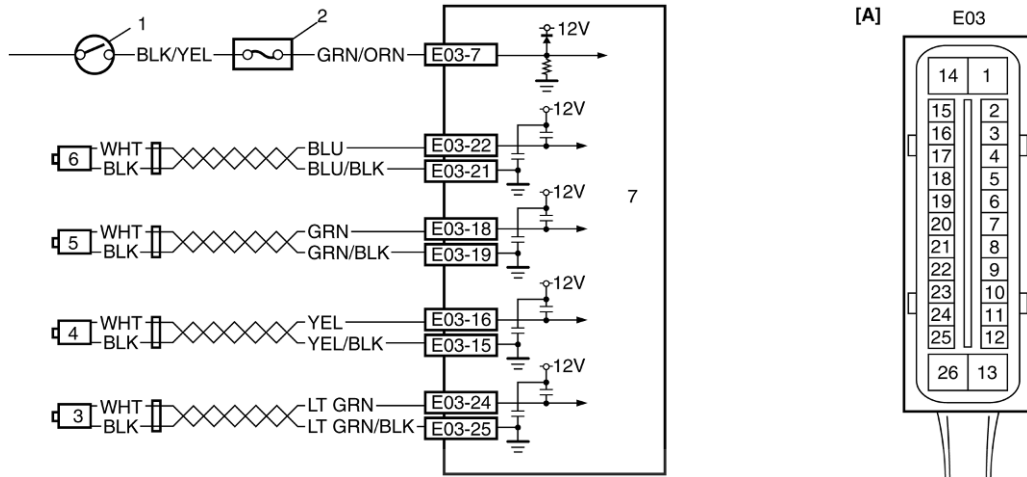 1
2
BLK/YEL
GRN/ORN
E03-7
12V
12V
6
WHT
BLU
E03-22
BLK
BLU/BLK
E03-21
7
12V
5
WHT
GRN
E03-18
BLK
GRN/BLK
E03-19
12V
4
WHT
YEL
E03-16
BLK
YEL/BLK
E03-15
12V
3
WHT
LT GRN
E03-24
BLK
LT GRN/BLK
E03-25
[A]
E03
14 1
15 2
16 3
17 4
18 5
19 6
20 7
21 8
22 9
23 10
24 11
25 12
26 13